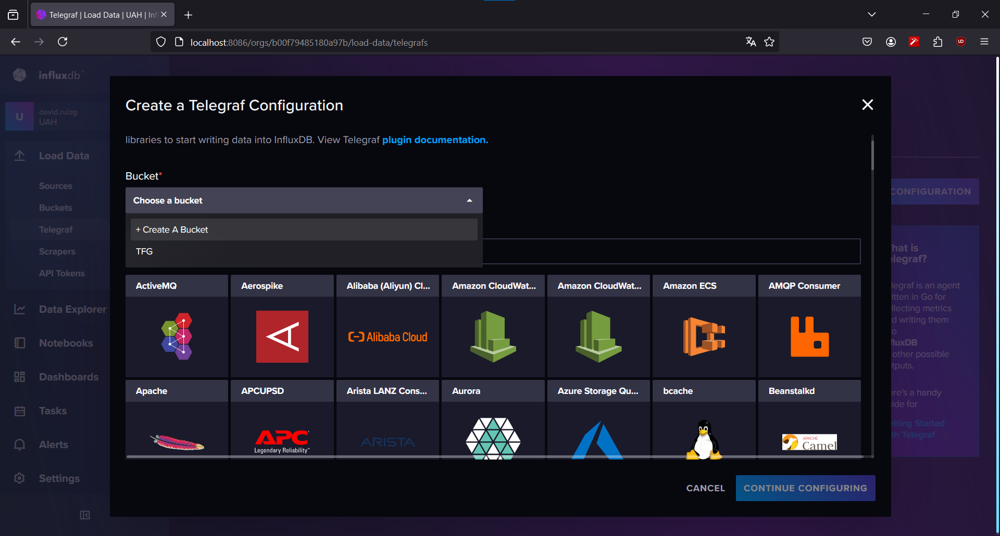 Telegraf | Load Data | UAH | Inf
localhost:8086/orgs/b00f79485180a97b/load-data/telegrafs
influxdb™
U
david.ruizg
UAH
Load Data
Sources
Buckets
Telegraf
Scrapers
API Tokens
Data Explorer
Notebooks
Dashboards
Tasks
Alerts
Settings
Create a Telegraf Configuration
libraries to start writing data into InfluxDB. View Telegraf plugin documentation.
Bucket*
Choose a bucket
+ Create A Bucket
TFG
ActiveMQ
Aerospike
Alibaba (Aliyun) Cl...
Amazon CloudWat...
Amazon CloudWat...
Amazon ECS
AMQP Consumer
Alibaba Cloud
Apache
APCUPSD
Arista LANZ Cons...
Aurora
Azure Storage Qu...
bcache
Beanstalkd
APC
Legendary Reliability™
ARISTA
APACHE
Camel
CANCEL
CONTINUE CONFIGURING
CONFIGURATION
hat is
elegraf?
legraf is an agent
itten in Go for
llecting metrics
d writing them
o
fluxDB
other possible
tputs.
ere's a handy
ide for
etting Started
th Telegraf